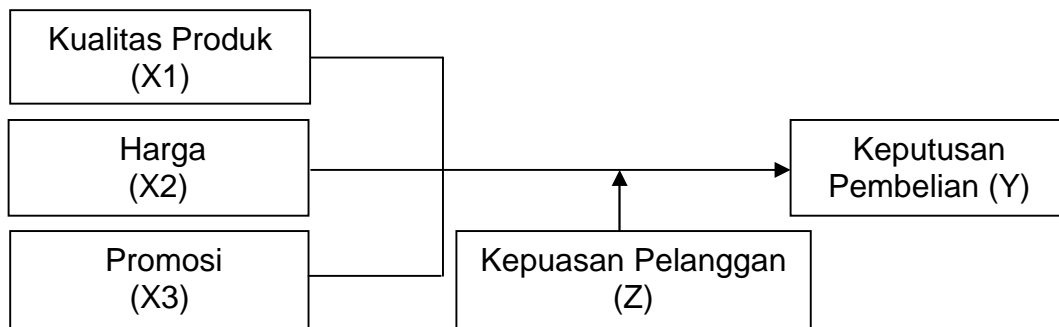 Kualitas Produk
(X1)
Harga
(X2)
Keputusan
Pembelian (Y)
Promosi
(X3)
Kepuasan Pelanggan
(Z)